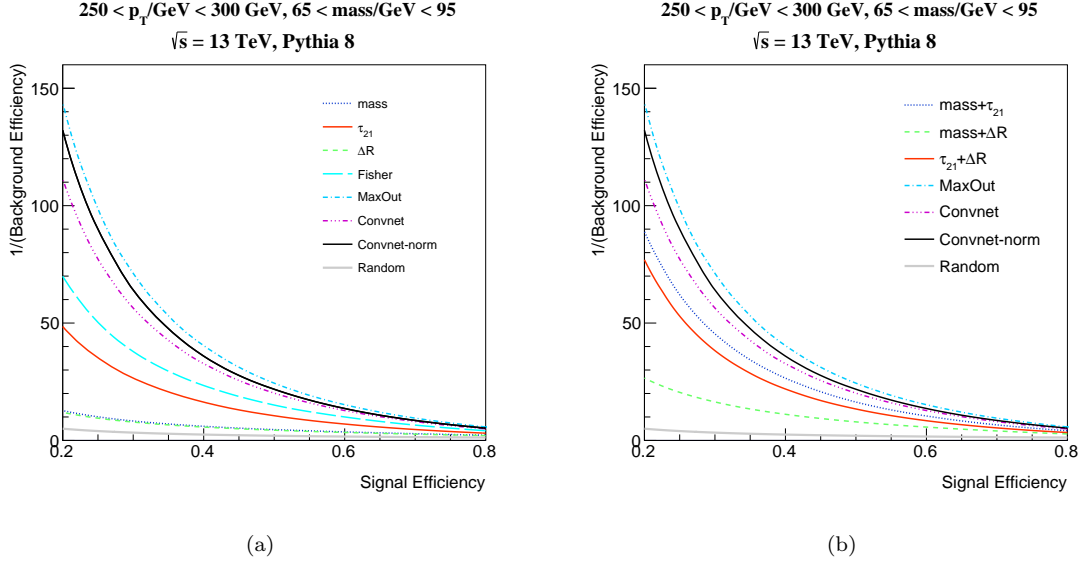 250 < p_T/GeV < 300 GeV, 65 < mass/GeV < 95
√s = 13 TeV, Pythia 8
1/(Background Efficiency)
150
100
50
0
0.2
0.4
0.6
0.8
Signal Efficiency
mass
τ_21
ΔR
Fisher
MaxOut
Convnet
Convnet-norm
Random
(a)
250 < p_T/GeV < 300 GeV, 65 < mass/GeV < 95
√s = 13 TeV, Pythia 8
1/(Background Efficiency)
150
100
50
0
0.2
0.4
0.6
0.8
Signal Efficiency
mass+τ_21
mass+ΔR
τ_21+ΔR
MaxOut
Convnet
Convnet-norm
Random
(b)